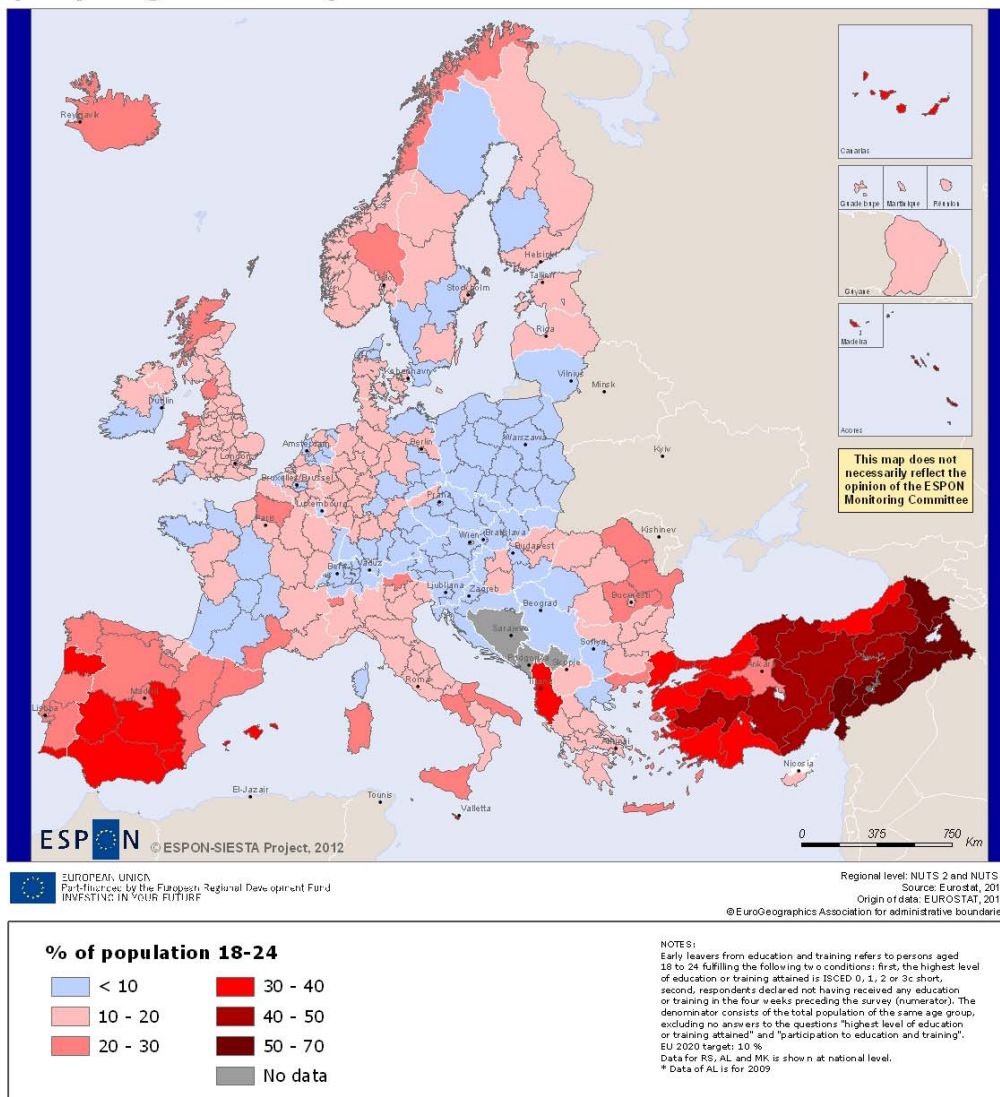 Reykjavik
Canarias
Guadeloupe
Martinique
Réunion
Guyane
Madeira
Acores
Helsinki
Tallinn
Oslo
Stockholm
Riga
København
Vilnius
Minsk
Dublin
London
Amsterdam
Berlin
Warszawa
Kyiv
Bruxelles/Brussel
Luxembourg
Praha
Paris
Wien
Bratislava
Budapest
Kishinev
Bern
Vaduz
Ljubljana
Zagreb
Beograd
Bucuresti
Sarajevo
Podgorica
Sofiya
Skopje
Roma
Ankara
Madrid
Lisboa
Athinai
Nicosia
El-Jazair
Tounis
Valletta
This map does not
necessarily reflect the
opinion of the ESPON
Monitoring Committee
ESPON
© ESPON-SIESTA Project, 2012
0 375 750
Km
EUROPEAN UNION
Part-financed by the European Regional Development Fund
INVESTING IN YOUR FUTURE
Regional level: NUTS 2 and NUTS
Source: Eurostat, 201
Origin of data: EUROSTAT, 201
© EuroGeographics Association for administrative boundarie
% of population 18-24
< 10
10 - 20
20 - 30
30 - 40
40 - 50
50 - 70
No data
NOTES:
Early leavers from education and training refers to persons aged
18 to 24 fulfilling the following two conditions: first, the highest level
of education or training attained is ISCED 0, 1, 2 or 3c short,
second, respondents declared not having received any education
or training in the four weeks preceding the survey (numerator). The
denominator consists of the total population of the same age group,
excluding no answers to the questions "highest level of education
or training attained" and "participation to education and training".
EU 2020 target: 10 %
Data for RS, AL and MK is shown at national level.
* Data of AL is for 2009